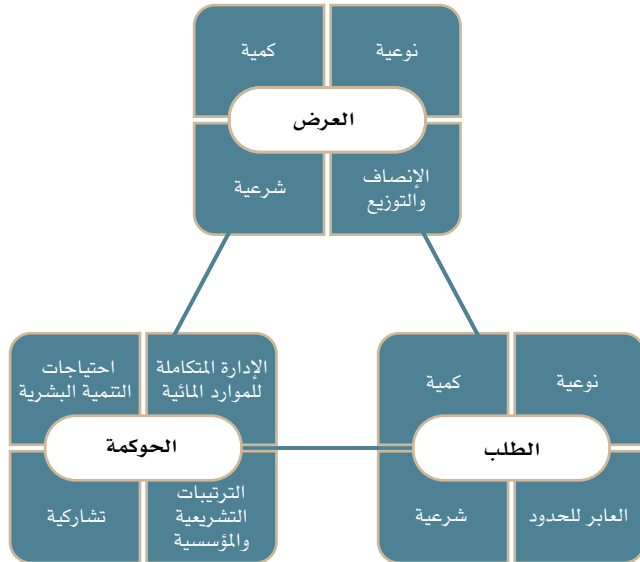 نوعية
كمية
العرض
الإنصاف
والتوزيع
شرعية
نوعية
كمية
الطلب
العابر للحدود
شرعية
الإدارة المتكاملة
للموارد المائية
احتياجات
التنمية البشرية
الحوكمة
الترتيبات
التشريعية
والمؤسسية
تشاركية